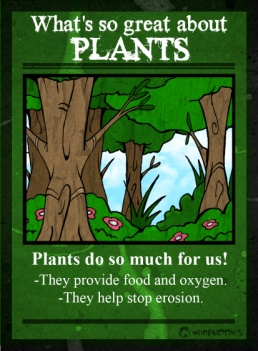 What's so great about
PLANTS
Plants do so much for us!
-They provide food and oxygen.
-They help stop erosion.